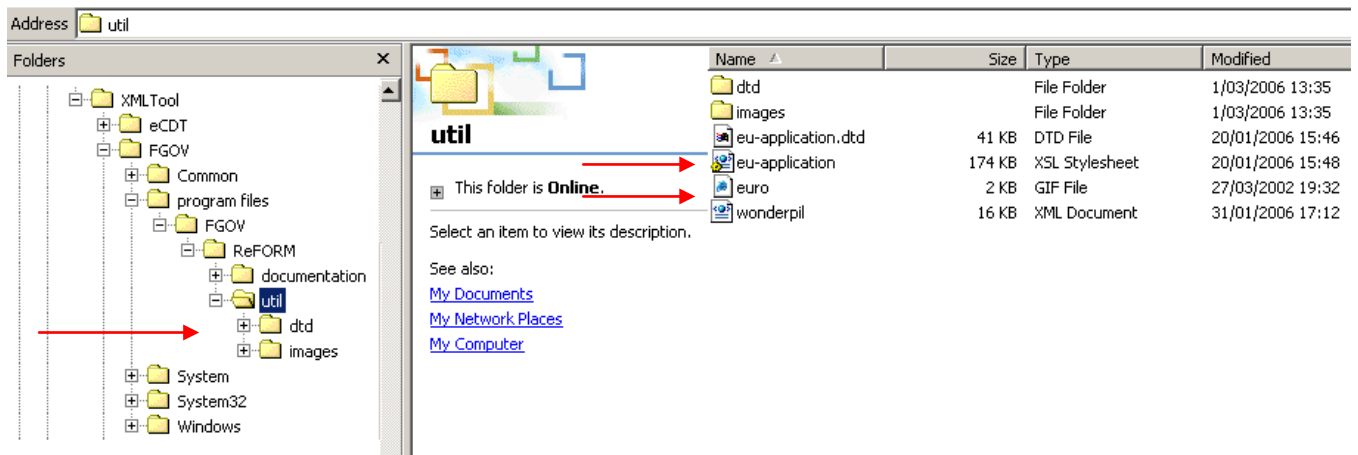 Address util
Folders
XMLTool
eCDT
FGOV
Common
program files
FGOV
ReFORM
documentation
util
dtd
images
System
System32
Windows
util
This folder is Online.
Select an item to view its description.
See also:
My Documents
My Network Places
My Computer
Name Size Type Modified
dtd File Folder 1/03/2006 13:35
images File Folder 1/03/2006 13:35
eu-application.dtd 41 KB DTD File 20/01/2006 15:46
eu-application 174 KB XSL Stylesheet 20/01/2006 15:48
euro 2 KB GIF File 27/03/2002 19:32
wonderpil 16 KB XML Document 31/01/2006 17:12